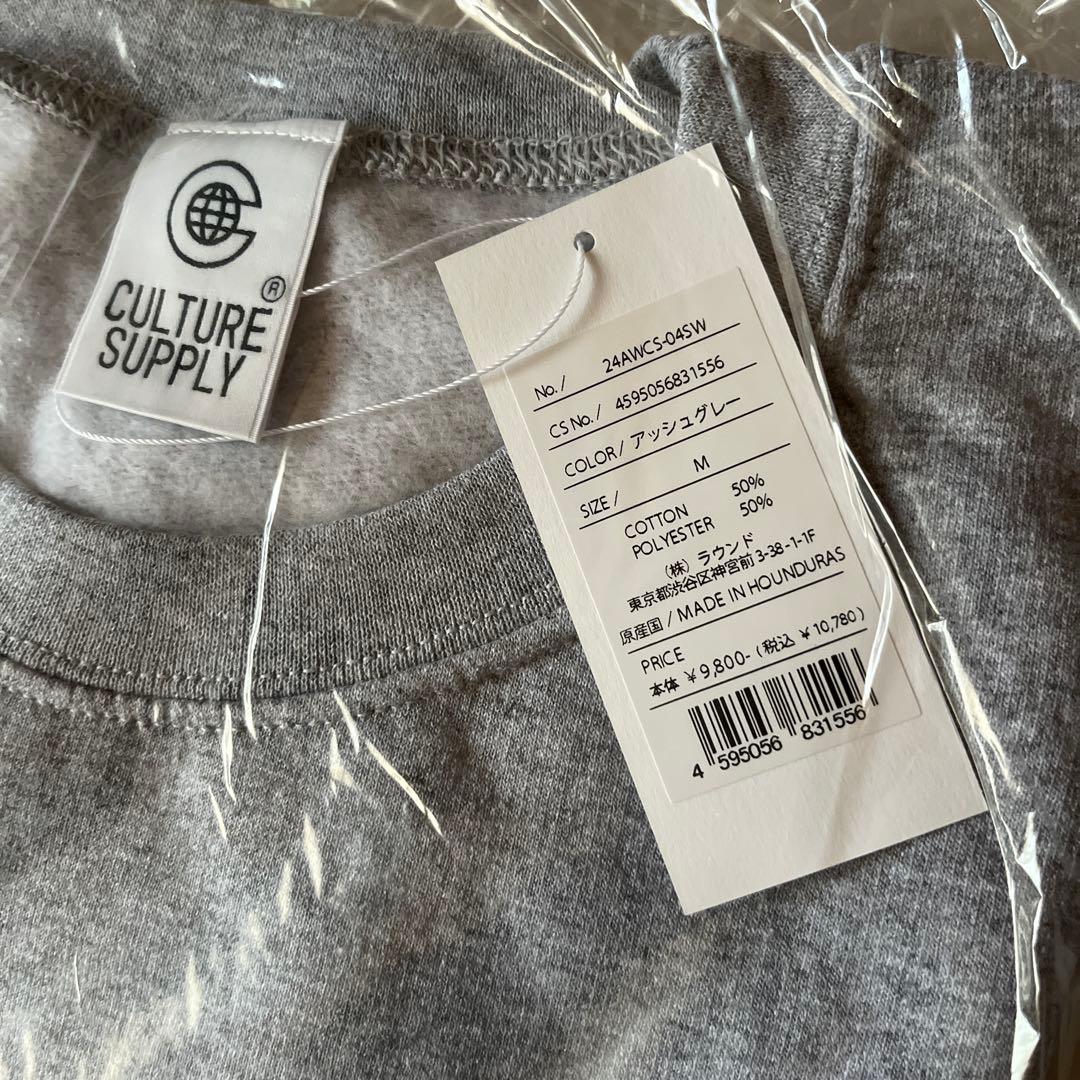 CULTURE®
SUPPLY
No./ 24AWCS-04SW
CS No./ 4595056831556
COLOR/ アッシュグレー
SIZE/ M
COTTON 50%
POLYESTER 50%
（株）ラウンド
東京都渋谷区神宮前3-38-1-1F
原産国/MADE IN HOUNDURAS
PRICE
本体 ¥9,800-（税込 ¥10,780）
4 595056 831556